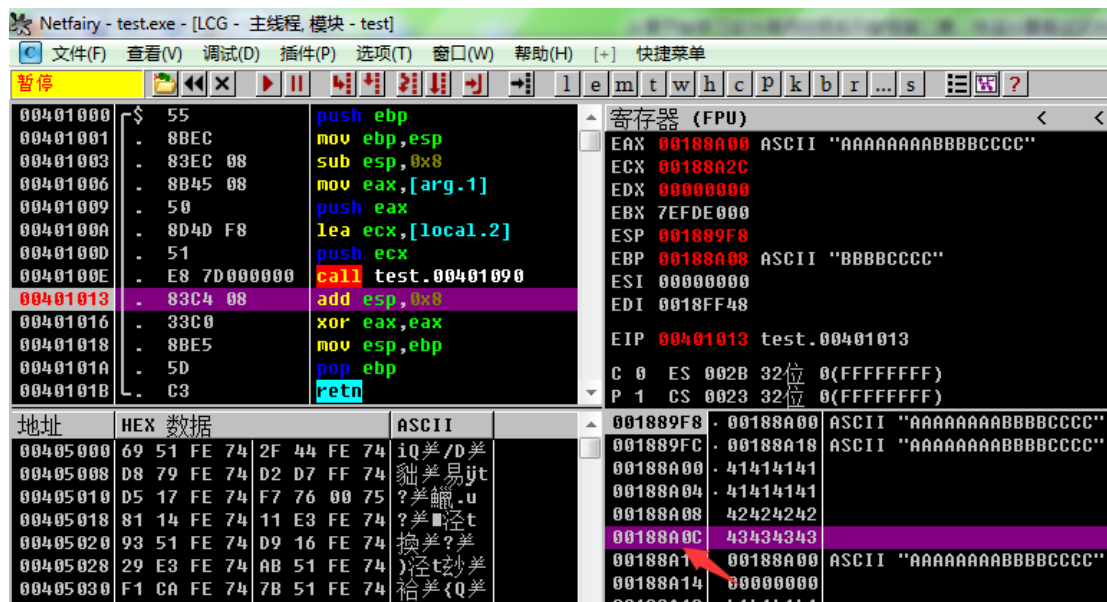 Netfairy - test.exe - [LCG - 主线程, 模块 - test]
C 文件(F) 查看(V) 调试(D) 插件(P) 选项(T) 窗口(W) 帮助(H) [+] 快捷菜单
暂停 l e m t w h c P k b r ... s ?
00401000 $ 55 push ebp
00401001 . 8BEC mov ebp,esp
00401003 . 83EC 08 sub esp,0x8
00401006 . 8B45 08 mov eax,[arg.1]
00401009 . 50 push eax
0040100A . 8D4D F8 lea ecx,[local.2]
0040100D . 51 push ecx
0040100E . E8 7D000000 call test.00401090
00401013 . 83C4 08 add esp,0x8
00401016 . 33C0 xor eax,eax
00401018 . 8BE5 mov esp,ebp
0040101A . 5D pop ebp
0040101B . C3 retn
寄存器 (FPU) < <
EAX 00188A00 ASCII "AAAAAAAABBBBCCCC"
ECX 00188A2C
EDX 00000000
EBX 7EFDE000
ESP 001889F8
EBP 00188A08 ASCII "BBBBCCCC"
ESI 00000000
EDI 0018FF48
EIP 00401013 test.00401013
C 0 ES 002B 32位 0(FFFFFFFF)
P 1 CS 0023 32位 0(FFFFFFFF)
地址 HEX 数据 ASCII
00405000 69 51 FE 74 2F 44 FE 74 iQ/D
00405008 D8 79 FE 74 D2 D7 FF 74 易ÿt
00405010 D5 17 FE 74 F7 76 00 75 ? .u
00405018 81 14 FE 74 11 E3 FE 74 ? t
00405020 93 51 FE 74 D9 16 FE 74 ?
00405028 29 E3 FE 74 AB 51 FE 74 ) t
00405030 F1 CA FE 74 7B 51 FE 74 {Q
001889F8 . 00188A00 ASCII "AAAAAAAABBBBCCCC"
001889FC . 00188A18 ASCII "AAAAAAAABBBBCCCC"
00188A00 . 41414141
00188A04 . 41414141
00188A08 42424242
00188A0C 43434343
00188A1 00188A00 ASCII "AAAAAAAABBBBCCCC"
00188A14 00000000